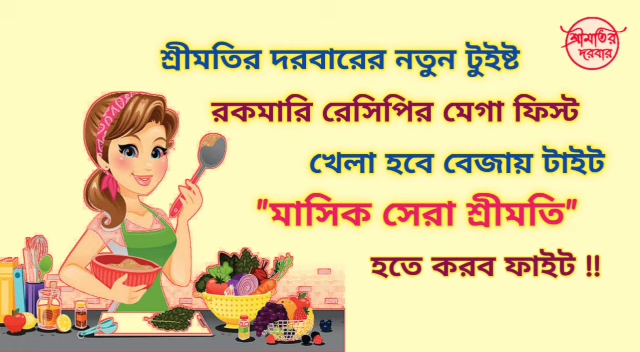 শ্রীমতির
দরবার
শ্রীমতির দরবারের নতুন টুইষ্ট
রকমারি রেসিপির মেগা ফিস্ট
খেলা হবে বেজায় টাইট
"মাসিক সেরা শ্রীমতি"
হতে করব ফাইট !!